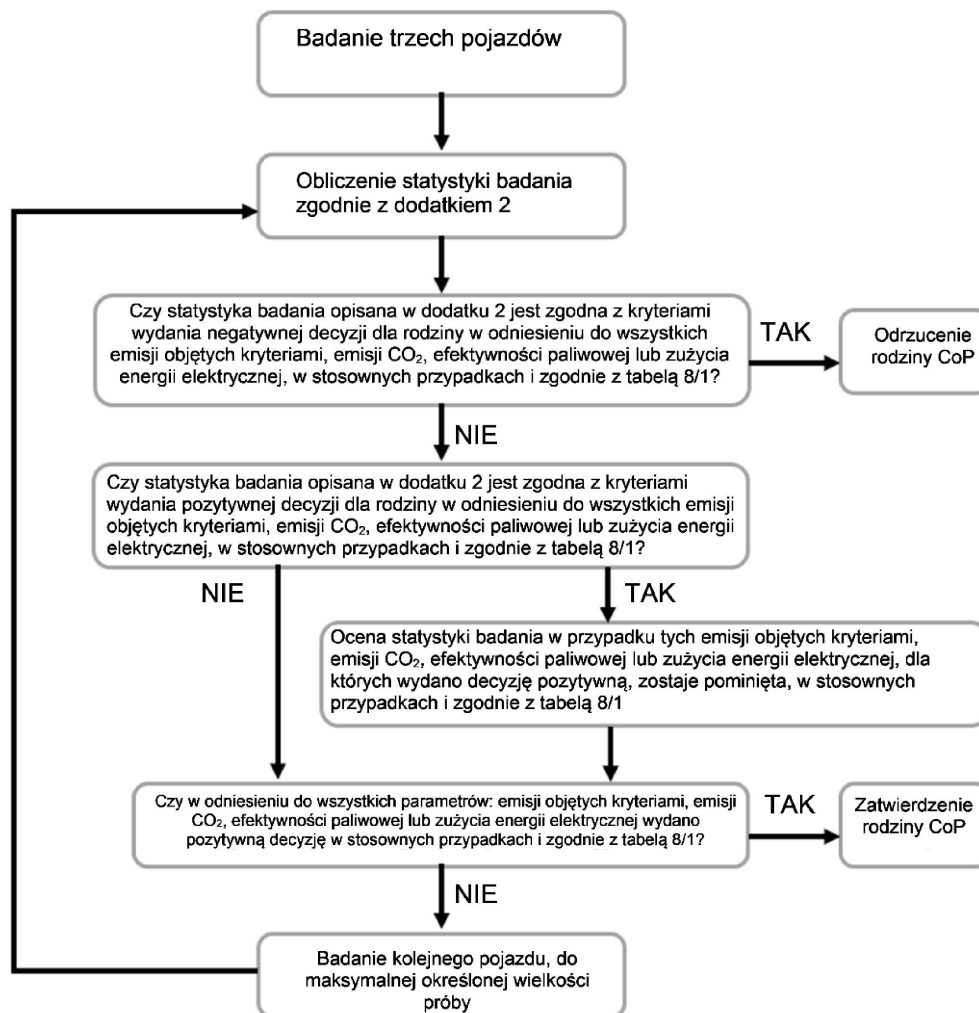 Badanie trzech pojazdów
Obliczenie statystyki badania
zgodnie z dodatkiem 2
Czy statystyka badania opisana w dodatku 2 jest zgodna z kryteriami
wydania negatywnej decyzji dla rodziny w odniesieniu do wszystkich
emisji objętych kryteriami, emisji CO₂, efektywności paliwowej lub zużycia
energii elektrycznej, w stosownych przypadkach i zgodnie z tabelą 8/1?
TAK
Odrzucenie
rodziny CoP
NIE
Czy statystyka badania opisana w dodatku 2 jest zgodna z kryteriami
wydania pozytywnej decyzji dla rodziny w odniesieniu do wszystkich emisji
objętych kryteriami, emisji CO₂, efektywności paliwowej lub zużycia energii
elektrycznej, w stosownych przypadkach i zgodnie z tabelą 8/1?
NIE
TAK
Ocena statystyki badania w przypadku tych emisji objętych kryteriami,
emisji CO₂, efektywności paliwowej lub zużycia energii elektrycznej, dla
których wydano decyzję pozytywną, zostaje pominięta, w stosownych
przypadkach i zgodnie z tabelą 8/1
Czy w odniesieniu do wszystkich parametrów: emisji objętych kryteriami, emisji
CO₂, efektywności paliwowej lub zużycia energii elektrycznej wydano
pozytywną decyzję w stosownych przypadkach i zgodnie z tabelą 8/1?
TAK
Zatwierdzenie
rodziny CoP
NIE
Badanie kolejnego pojazdu, do
maksymalnej określonej wielkości
próby